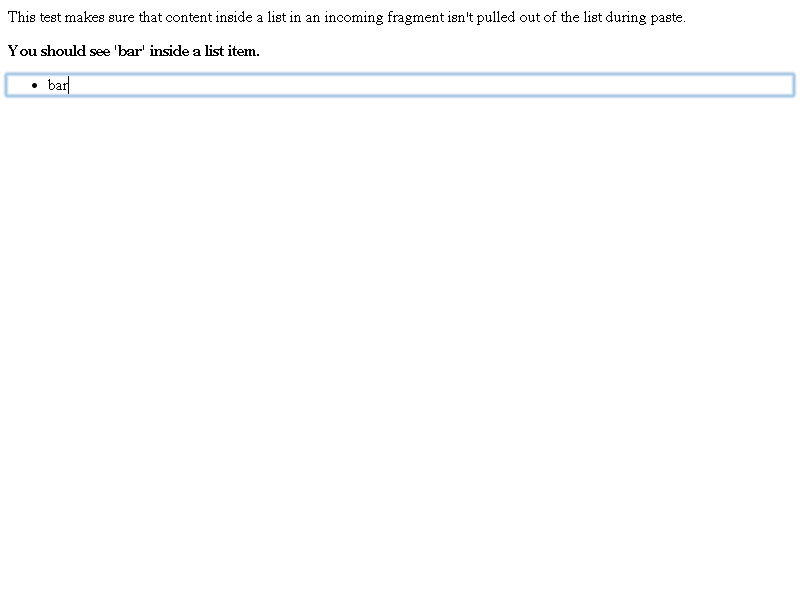 This test makes sure that content inside a list in an incoming fragment isn't pulled out of the list during paste.
You should see 'bar' inside a list item.
• bar